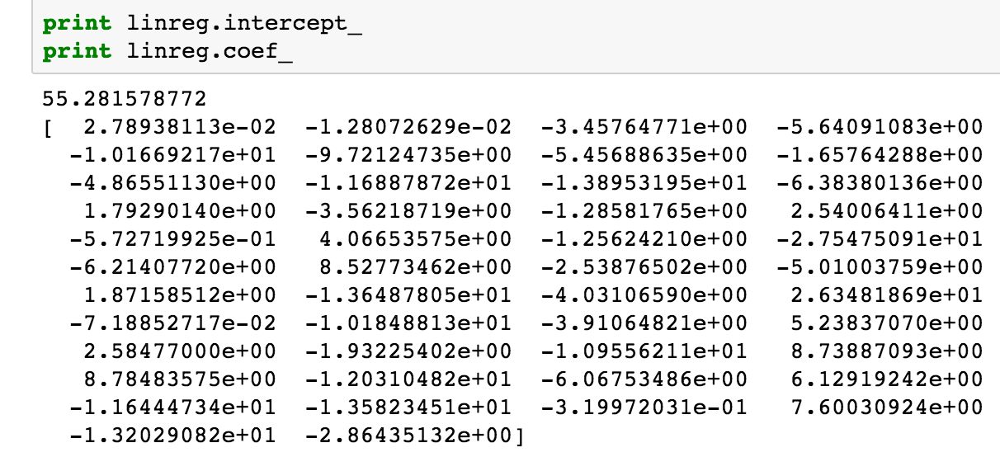 print linreg.intercept_
print linreg.coef_
55.281578772
[  2.78938113e-02  -1.28072629e-02  -3.45764771e+00  -5.64091083e+00
  -1.01669217e+01  -9.72124735e+00  -5.45688635e+00  -1.65764288e+00
  -4.86551130e+00  -1.16887872e+01  -1.38953195e+01  -6.38380136e+00
   1.79290140e+00  -3.56218719e+00  -1.28581765e+00   2.54006411e+00
  -5.72719925e-01   4.06653575e+00  -1.25624210e+00  -2.75475091e+01
  -6.21407720e+00   8.52773462e+00  -2.53876502e+00  -5.01003759e+00
   1.87158512e+00  -1.36487805e+01  -4.03106590e+00   2.63481869e+01
  -7.18852717e-02  -1.01848813e+01  -3.91064821e+00   5.23837070e+00
   2.58477000e+00  -1.93225402e+00  -1.09556211e+01   8.73887093e+00
   8.78483575e+00  -1.20310482e+01  -6.06753486e+00   6.12919242e+00
  -1.16444734e+01  -1.35823451e+01  -3.19972031e-01   7.60030924e+00
  -1.32029082e+01  -2.86435132e+00]